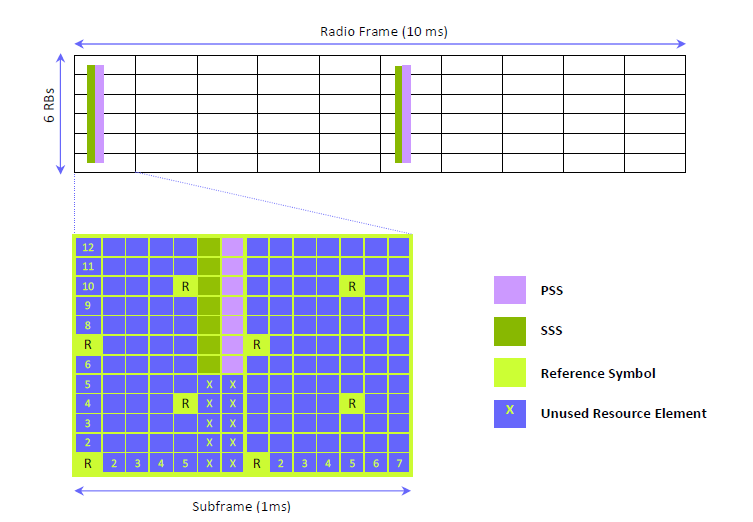 Radio Frame (10 ms)
6 RBs
12
11
10 R R
9
8
R R
6
5 X X
4 R X X R
3 X X
2 X X
R 2 3 4 5 X X R 2 3 4 5 6 7
Subframe (1ms)
PSS
SSS
Reference Symbol
X Unused Resource Element